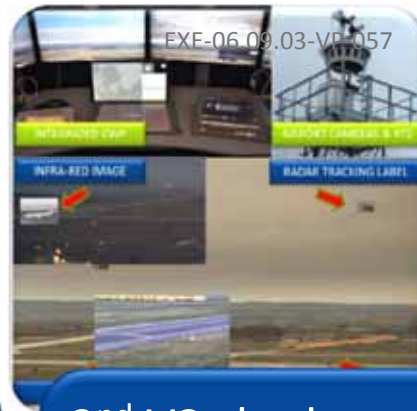 EXE-06.09.03-VP-057
INTEGRATED CWP
AIRPORT CAMERAS & PTZ
INFRA-RED IMAGE
RADAR TRACKING LABEL